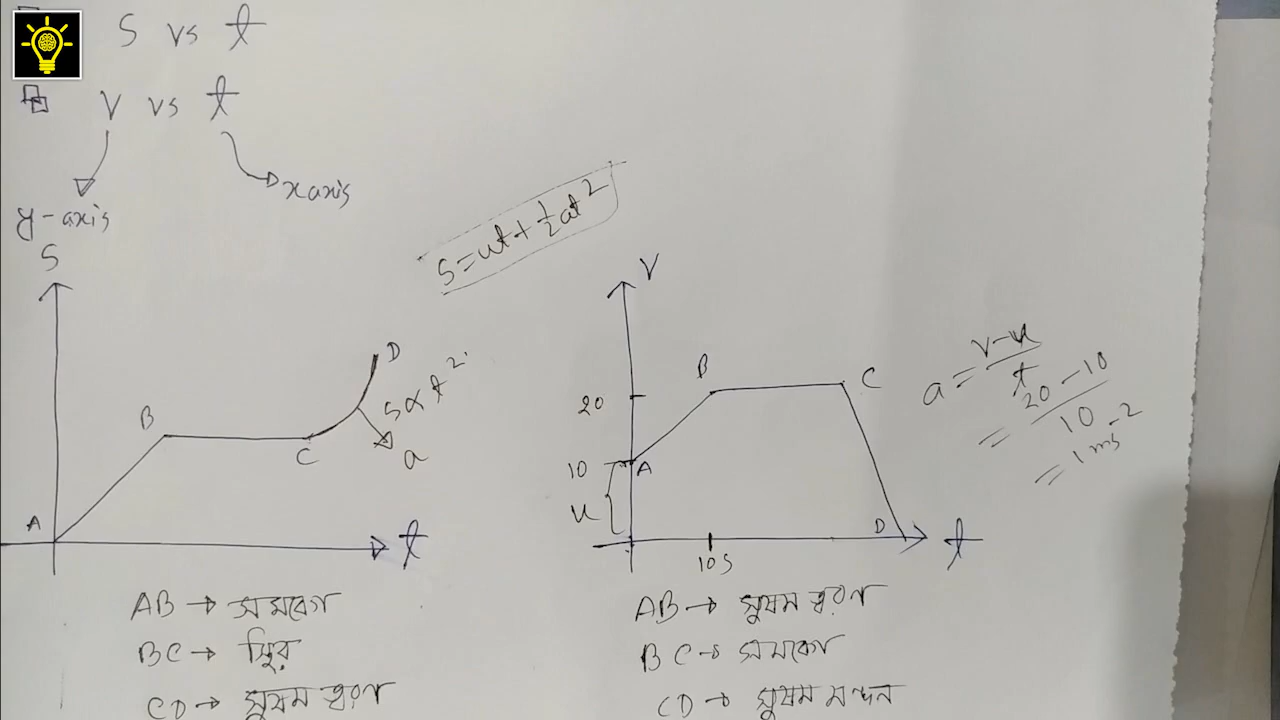 S vs t
V vs t
y-axis
x axis
S = ut + ½at²
S
A
B
C
D
S ∝ t²
a
t
AB → সমবেগ
BC → স্থির
CD → সুষম ত্বরণ
V
20
10
u
A
B
C
D
10s
t
a = v-u / t
= 20-10 / 10
= 1 ms⁻²
AB → সুষম ত্বরণ
BC → সমবেগ
CD → সুষম মন্দন